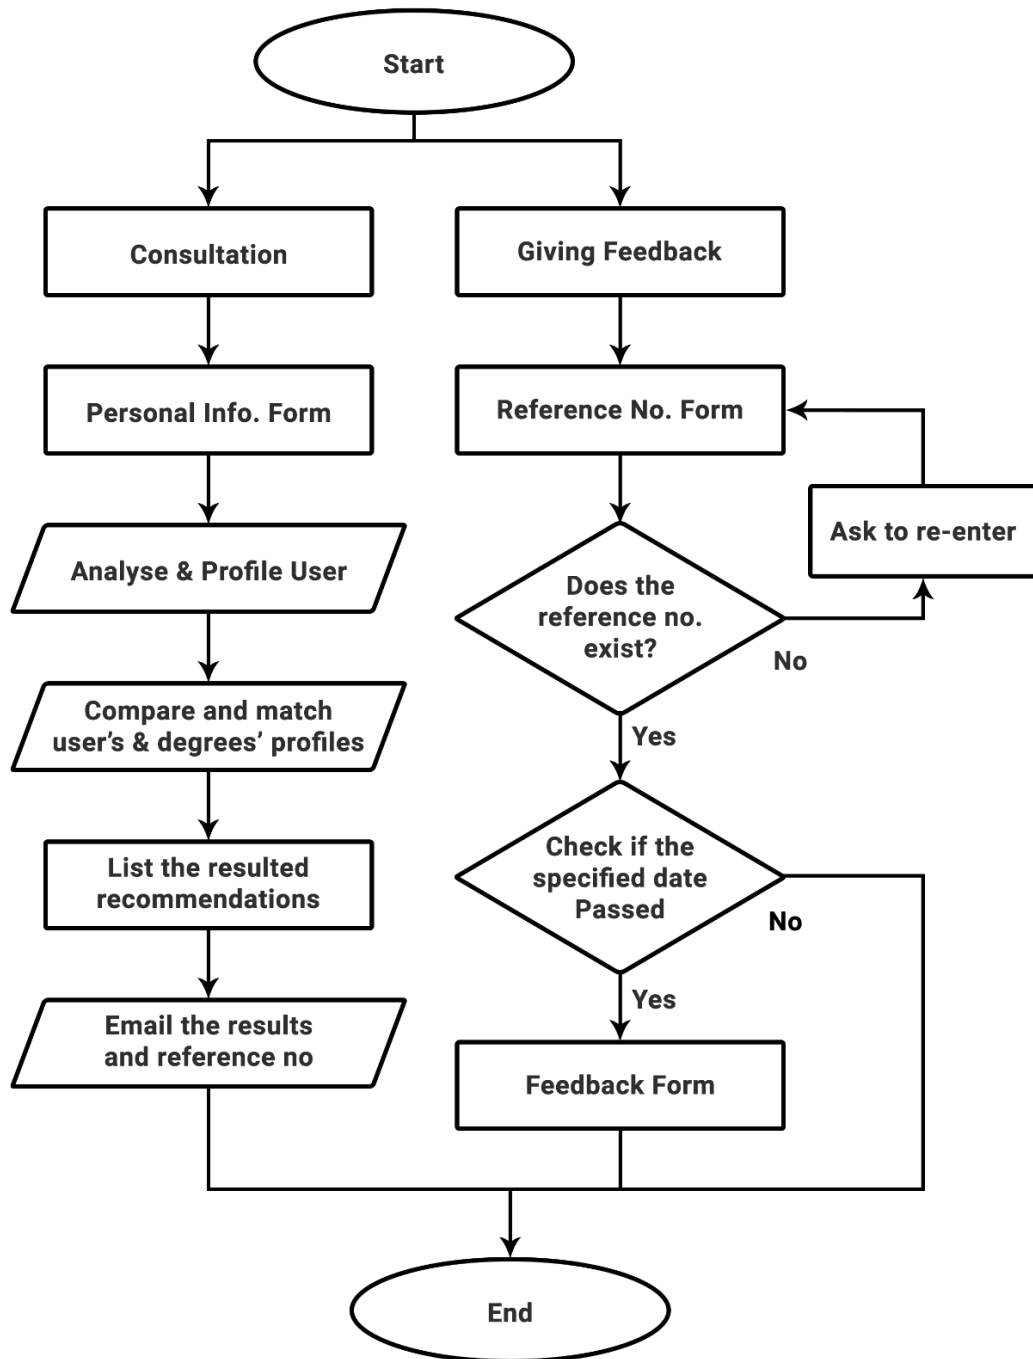 Start
Consultation
Personal Info. Form
Analyse & Profile User
Compare and match
user’s & degrees’ profiles
List the resulted
recommendations
Email the results
and reference no
Giving Feedback
Reference No. Form
Ask to re-enter
Does the
reference no.
exist?
No
Yes
Check if the
specified date
Passed
No
Yes
Feedback Form
End